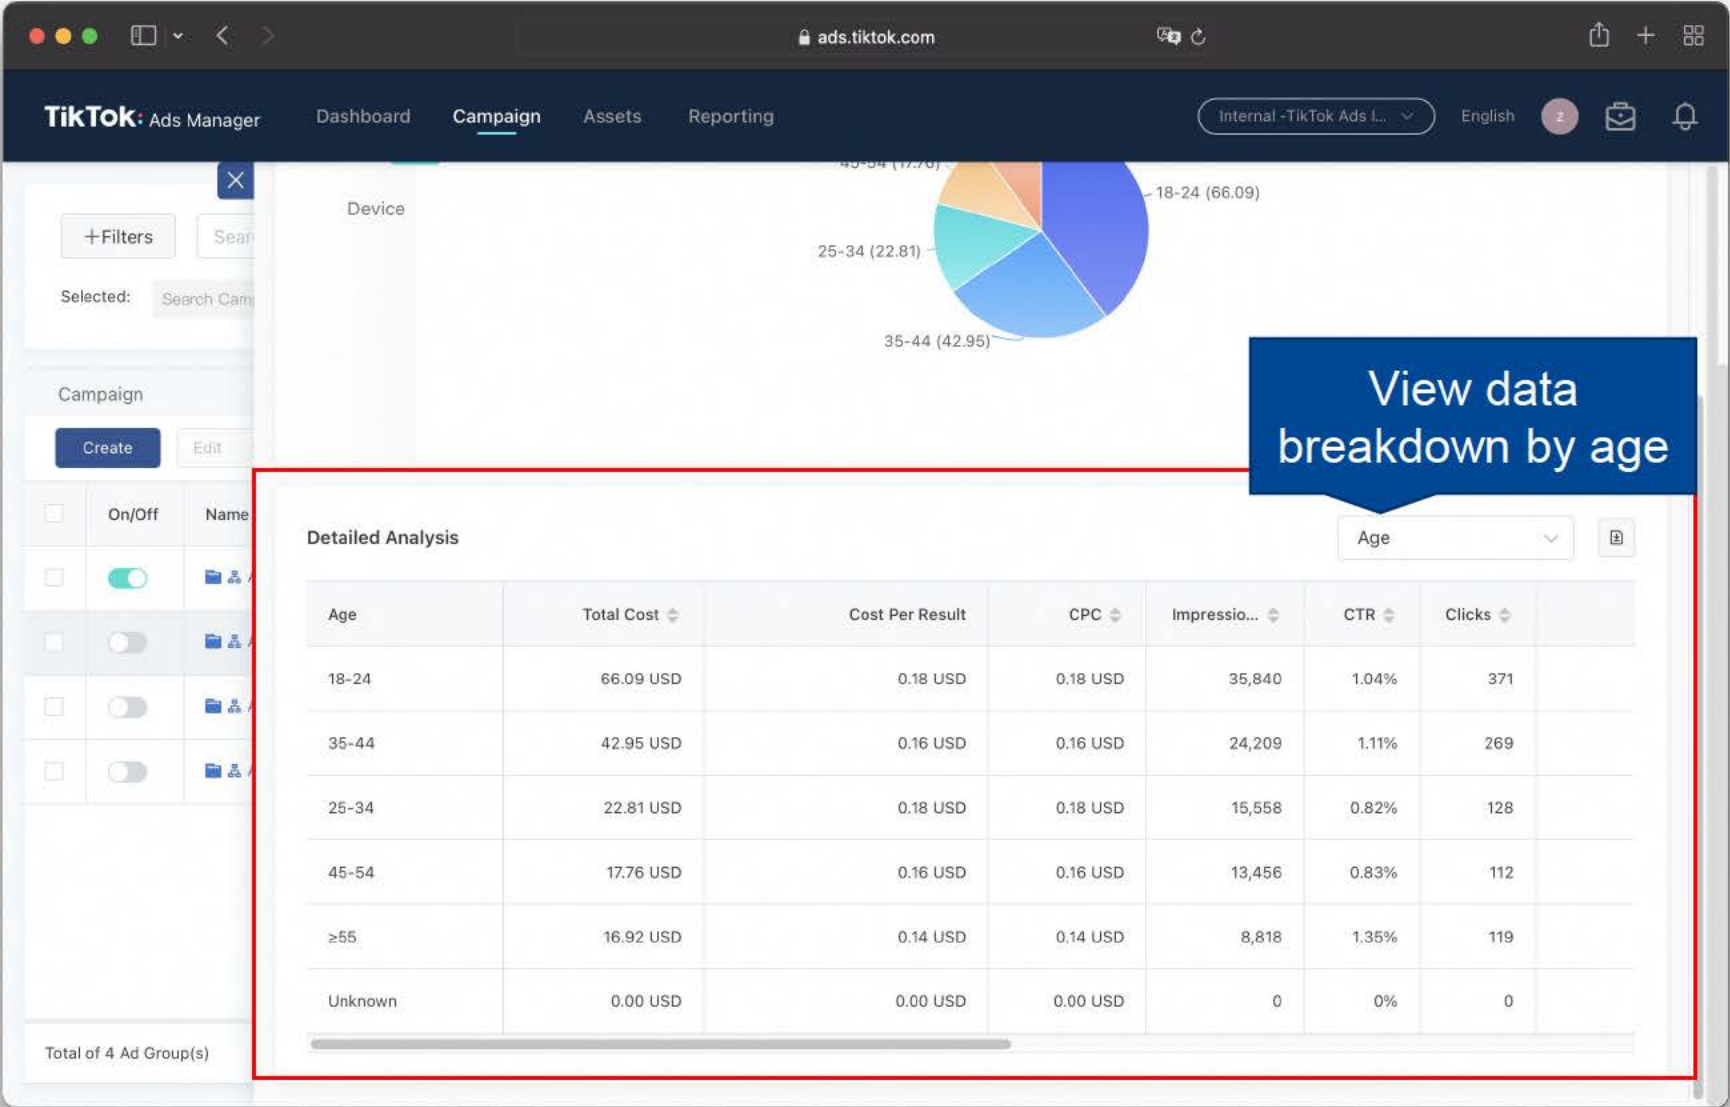 ads.tiktok.com
TikTok: Ads Manager
Dashboard
Campaign
Assets
Reporting
Internal -TikTok Ads I...
English
z
+Filters
Sear
Selected:
Search Cam
Device
45-54 (17.76)
18-24 (66.09)
25-34 (22.81)
35-44 (42.95)
View data
breakdown by age
Campaign
Create
Edit
On/Off
Name
Total of 4 Ad Group(s)
Detailed Analysis
Age
Age Total Cost Cost Per Result CPC Impressio... CTR Clicks
18-24 66.09 USD 0.18 USD 0.18 USD 35,840 1.04% 371
35-44 42.95 USD 0.16 USD 0.16 USD 24,209 1.11% 269
25-34 22.81 USD 0.18 USD 0.18 USD 15,558 0.82% 128
45-54 17.76 USD 0.16 USD 0.16 USD 13,456 0.83% 112
≥55 16.92 USD 0.14 USD 0.14 USD 8,818 1.35% 119
Unknown 0.00 USD 0.00 USD 0.00 USD 0 0% 0